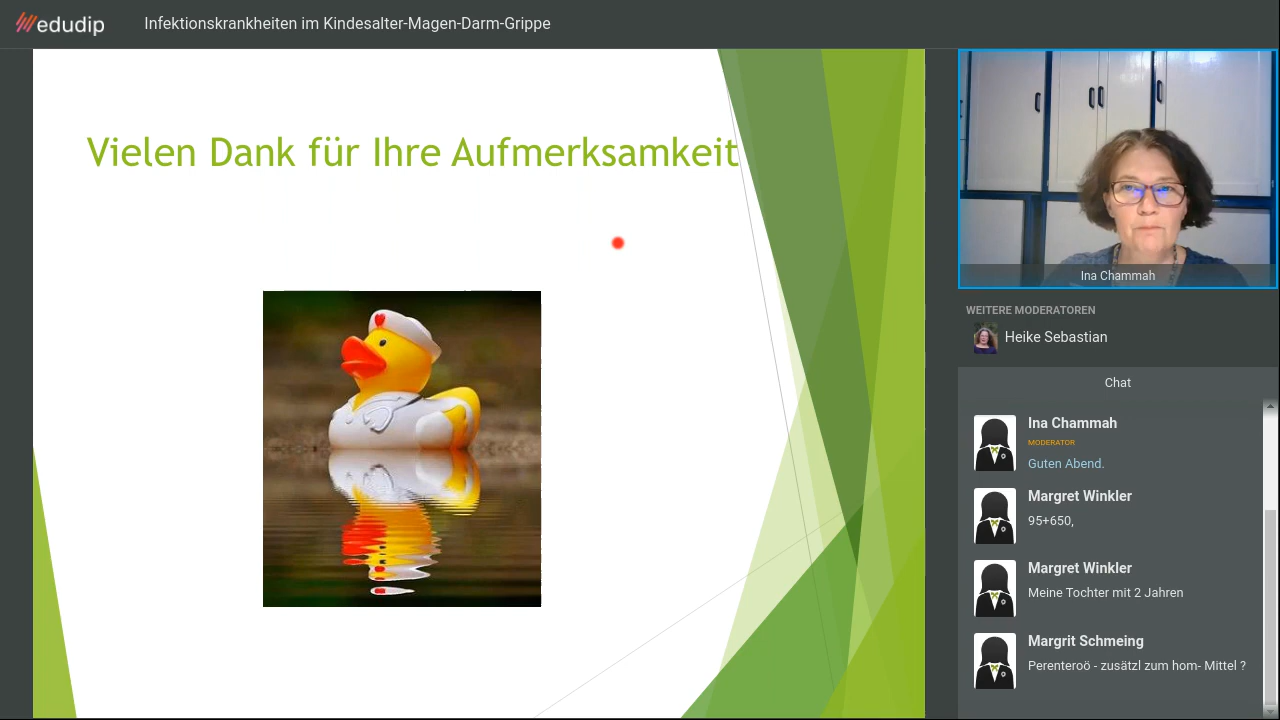 edudip
Infektionskrankheiten im Kindesalter-Magen-Darm-Grippe
Vielen Dank für Ihre Aufmerksamkeit
Ina Chammah
WEITERE MODERATOREN
Heike Sebastian
Chat
Ina Chammah
MODERATOR
Guten Abend.
Margret Winkler
95+650,
Margret Winkler
Meine Tochter mit 2 Jahren
Margrit Schmeing
Perenteroö - zusätzl zum hom- Mittel ?